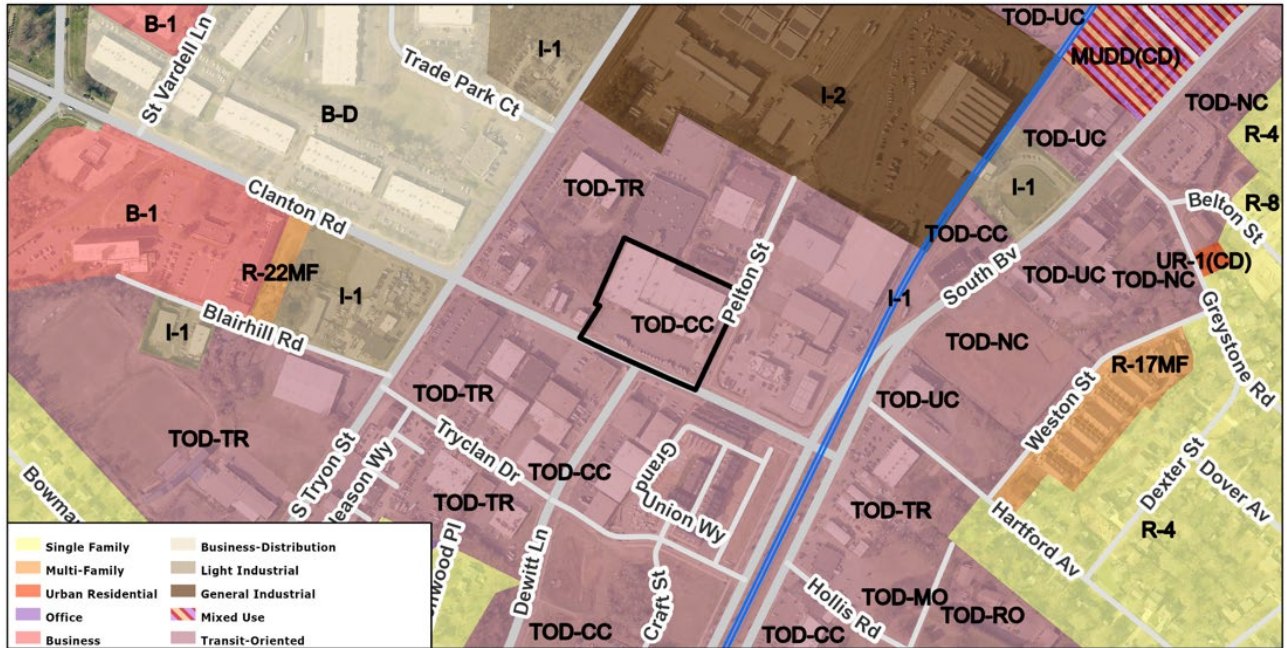 B-1
St Vardell Ln
Trade Park Ct
I-1
TOD-UC
MUDD(CD)
B-D
I-2
TOD-NC
TOD-UC
R-4
TOD-TR
I-1
R-8
Belton St
B-1
Clanton Rd
R-22MF
Pelton St
TOD-CC
South Bv
UR-1(CD)
TOD-UC
TOD-NC
I-1
I-1
TOD-CC
Greystone Rd
I-1
Blairhill Rd
TOD-NC
R-17MF
TOD-TR
TOD-UC
Weston St
TOD-TR
Tryclan Dr
S Tryon St
TOD-CC
Grand Union Wy
Dexter St
Dover Av
TOD-TR
TOD-TR
Hartford Av
R-4
Gleason Wy
Dewitt Ln
Craft St
Hollis Rd
TOD-MO
TOD-RO
TOD-CC
TOD-CC
Single Family
Multi-Family
Urban Residential
Office
Business
Business-Distribution
Light Industrial
General Industrial
Mixed Use
Transit-Oriented